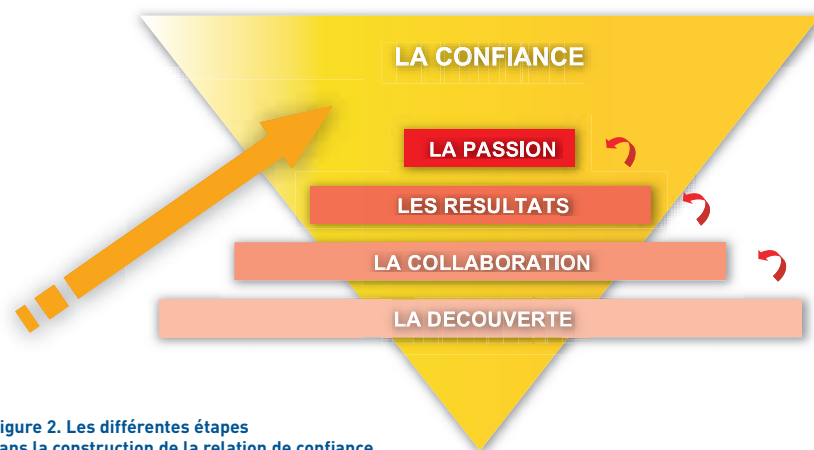 LA CONFIANCE
LA PASSION
LES RESULTATS
LA COLLABORATION
LA DECOUVERTE
igure 2. Les différentes étapes
ans la construction de la relation de confiance